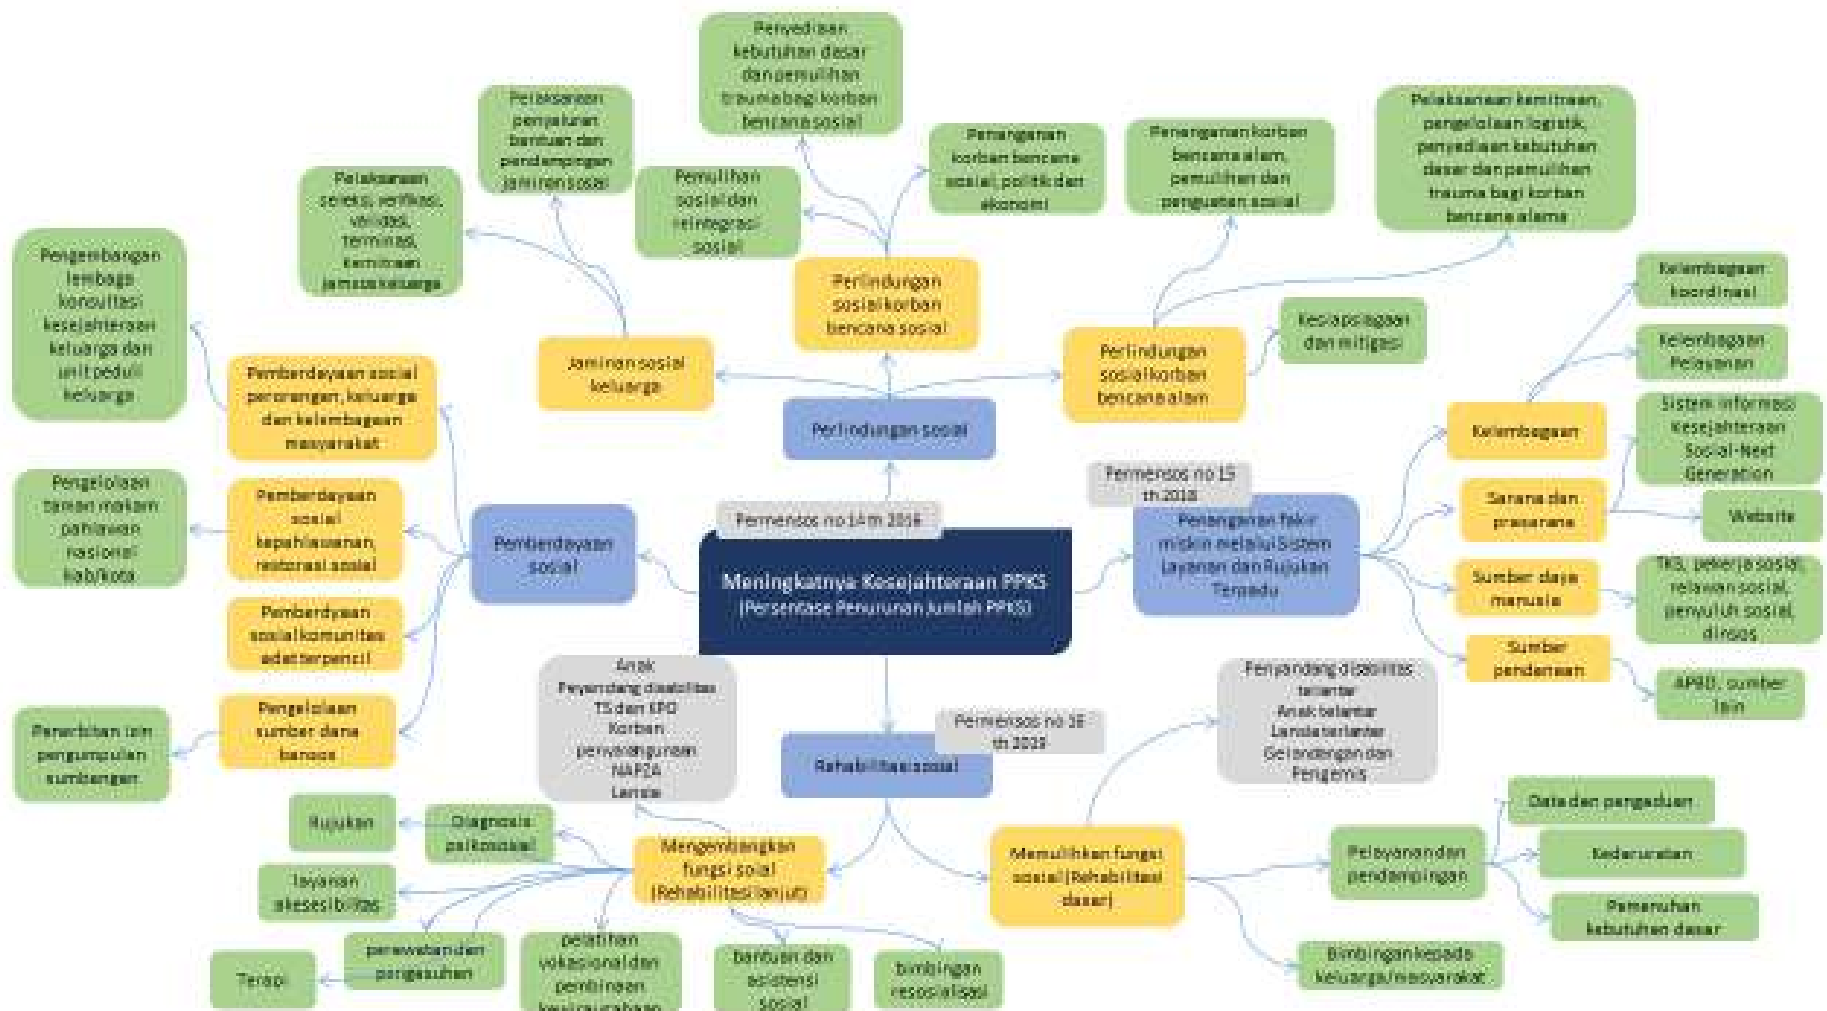 Penyediaan
kebutuhan dasar
dan pemulihan
trauma bagi korban
bencana sosial
Pelaksanaan
penyaluran
bantuan dan
pendampingan
jaminan sosial
Pelaksanaan kemitraan,
pengelolaan logistik,
penyediaan kebutuhan
dasar dan pemulihan
trauma bagi korban
bencana alama
Penanganan
korban bencana
sosial, politik dan
ekonomi
Penanganan korban
bencana alam,
pemulihan dan
penguatan sosial
Pelaksanaan
seleksi, verifikasi,
validasi,
terminasi,
kemitraan
jamsos keluarga
Pemulihan
sosial dan
reintegrasi
sosial
Pengembangan
lembaga
konsultasi
kesejahteraan
keluarga dan
unit peduli
keluarga
Perlindungan
sosial korban
bencana sosial
Kelembagaan
koordinasi
Kesiapsiagaan
dan mitigasi
Jaminan sosial
keluarga
Perlindungan
sosial korban
bencana alam
Kelembagaan
Pelayanan
Pemberdayaan sosial
perorangan, keluarga
dan kelembagaan
masyarakat
Perlindungan sosial
Kelembagaan
Sistem informasi
kesejahteraan
Sosial-Next
Generation
Pengelolaan
taman makam
pahlawan
nasional
kab/kota
Pemberdayaan
sosial
kepahlawanan,
restorasi sosial
Permensos no 15
th 2018
Sarana dan
prasarana
Website
Permensos no 14 th 2016
Pemberdayaan
sosial
Meningkatnya Kesejahteraan PPKS
(Persentase Penurunan Jumlah PPKS)
Penanganan fakir
miskin melalui Sistem
Layanan dan Rujukan
Terpadu
Sumber daya
manusia
TKS, pekerja sosial,
relawan sosial,
penyuluh sosial,
dinsos
Pemberdyaan
sosial komunitas
adat terpencil
Sumber
pendanaan
APBD, sumber
lain
Pengelolaan
sumber dana
bansos
Penerbitan izin
pengumpulan
sumbangan
Anak
Peyandang disabilitas
TS dan KPO
Korban
penyalahgunaan
NAPZA
Lansia
Permensos no 16
th 2019
Rehabilitasi sosial
Penyandang disabilitas
telantar
Anak telantar
Lansia terlantar
Gelandangan dan
Pengemis
Rujukan
Diagnosis
psikososial
Mengembangkan
fungsi soial
(Rehabilitasi lanjut)
Memulihkan fungsi
sosial (Rehabilitasi
dasar)
Pelayanan dan
pendampingan
Data dan pengaduan
Kedaruratan
Pemenuhan
kebutuhan dasar
layanan
aksesibilitas
perawatan dan
pengasuhan
Terapi
pelatihan
vokasional dan
pembinaan
kewirausahaan
bantuan dan
asistensi
sosial
bimbingan
resosialisasi
Bimbingan kepada
keluarga/masyarakat